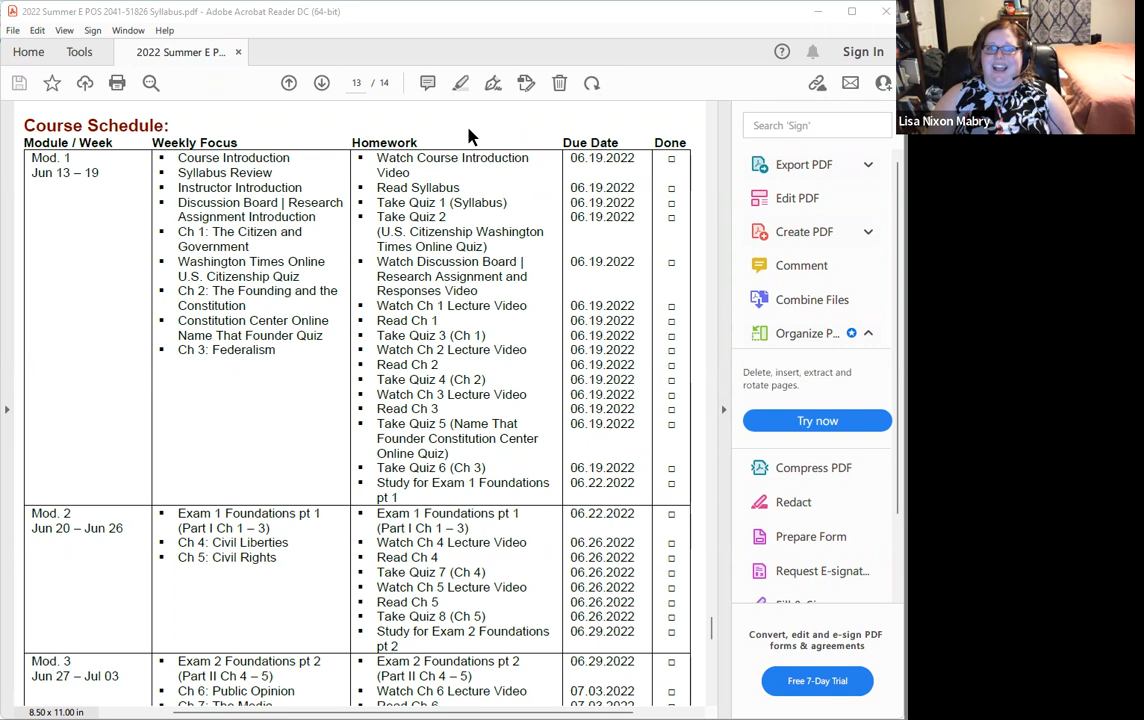 2022 Summer E POS 2041-51826 Syllabus.pdf - Adobe Acrobat Reader DC (64-bit)
File Edit View Sign Window Help
Home Tools 2022 Summer E P... × Sign In
13 / 14
Lisa Nixon Mabry
Course Schedule:
Module / Week Weekly Focus Homework Due Date Done
Mod. 1 ▪ Course Introduction ▪ Watch Course Introduction 06.19.2022 □
Jun 13 – 19 ▪ Syllabus Review Video
▪ Instructor Introduction ▪ Read Syllabus 06.19.2022 □
▪ Discussion Board | Research ▪ Take Quiz 1 (Syllabus) 06.19.2022 □
Assignment Introduction ▪ Take Quiz 2 06.19.2022 □
▪ Ch 1: The Citizen and (U.S. Citizenship Washington
Government Times Online Quiz)
▪ Washington Times Online ▪ Watch Discussion Board | 06.19.2022 □
U.S. Citizenship Quiz Research Assignment and
▪ Ch 2: The Founding and the Responses Video
Constitution ▪ Watch Ch 1 Lecture Video 06.19.2022 □
▪ Constitution Center Online ▪ Read Ch 1 06.19.2022 □
Name That Founder Quiz ▪ Take Quiz 3 (Ch 1) 06.19.2022 □
▪ Ch 3: Federalism ▪ Watch Ch 2 Lecture Video 06.19.2022 □
▪ Read Ch 2 06.19.2022 □
▪ Take Quiz 4 (Ch 2) 06.19.2022 □
▪ Watch Ch 3 Lecture Video 06.19.2022 □
▪ Read Ch 3 06.19.2022 □
▪ Take Quiz 5 (Name That 06.19.2022 □
Founder Constitution Center
Online Quiz)
▪ Take Quiz 6 (Ch 3) 06.19.2022 □
▪ Study for Exam 1 Foundations 06.22.2022 □
pt 1
Mod. 2 ▪ Exam 1 Foundations pt 1 ▪ Exam 1 Foundations pt 1 06.22.2022 □
Jun 20 – Jun 26 (Part I Ch 1 – 3) (Part I Ch 1 – 3)
▪ Ch 4: Civil Liberties ▪ Watch Ch 4 Lecture Video 06.26.2022 □
▪ Ch 5: Civil Rights ▪ Read Ch 4 06.26.2022 □
▪ Take Quiz 7 (Ch 4) 06.26.2022 □
▪ Watch Ch 5 Lecture Video 06.26.2022 □
▪ Read Ch 5 06.26.2022 □
▪ Take Quiz 8 (Ch 5) 06.26.2022 □
▪ Study for Exam 2 Foundations 06.29.2022 □
pt 2
Mod. 3 ▪ Exam 2 Foundations pt 2 ▪ Exam 2 Foundations pt 2 06.29.2022 □
Jun 27 – Jul 03 (Part II Ch 4 – 5) (Part II Ch 4 – 5)
▪ Ch 6: Public Opinion ▪ Watch Ch 6 Lecture Video 07.03.2022 □
▪ Ch 7: The Media ▪ Read Ch 6 07.03.2022 □
8.50 x 11.00 in
Search 'Sign'
Export PDF
Edit PDF
Create PDF
Comment
Combine Files
Organize P...
Delete, insert, extract and
rotate pages.
Try now
Compress PDF
Redact
Prepare Form
Request E-signat...
Convert, edit and e-sign PDF
forms & agreements
Free 7-Day Trial